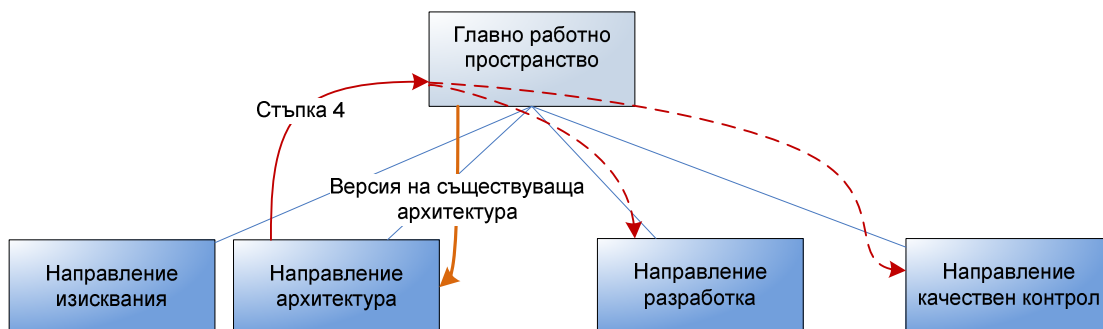 Главно работно
пространство
Стъпка 4
Версия на съществуваща
архитектура
Направление
изисквания
Направление
архитектура
Направление
разработка
Направление
качествен контрол